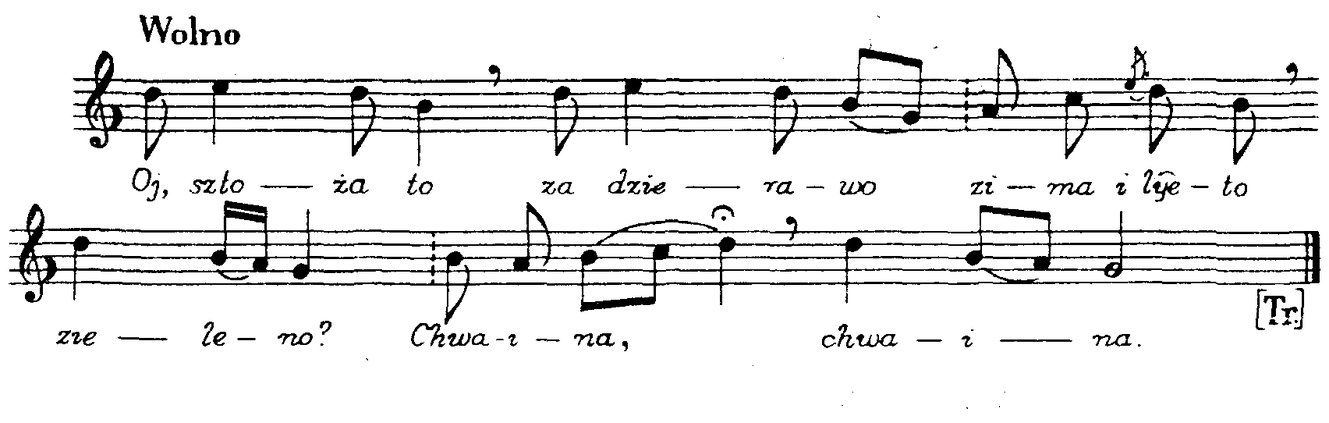 Wolno
Oj, szto — ża to za dzie — ra – wo zi — ma i lŷe – to
zie — le – no? Chwa - i – na, chwa – i — na.
[Tr.]